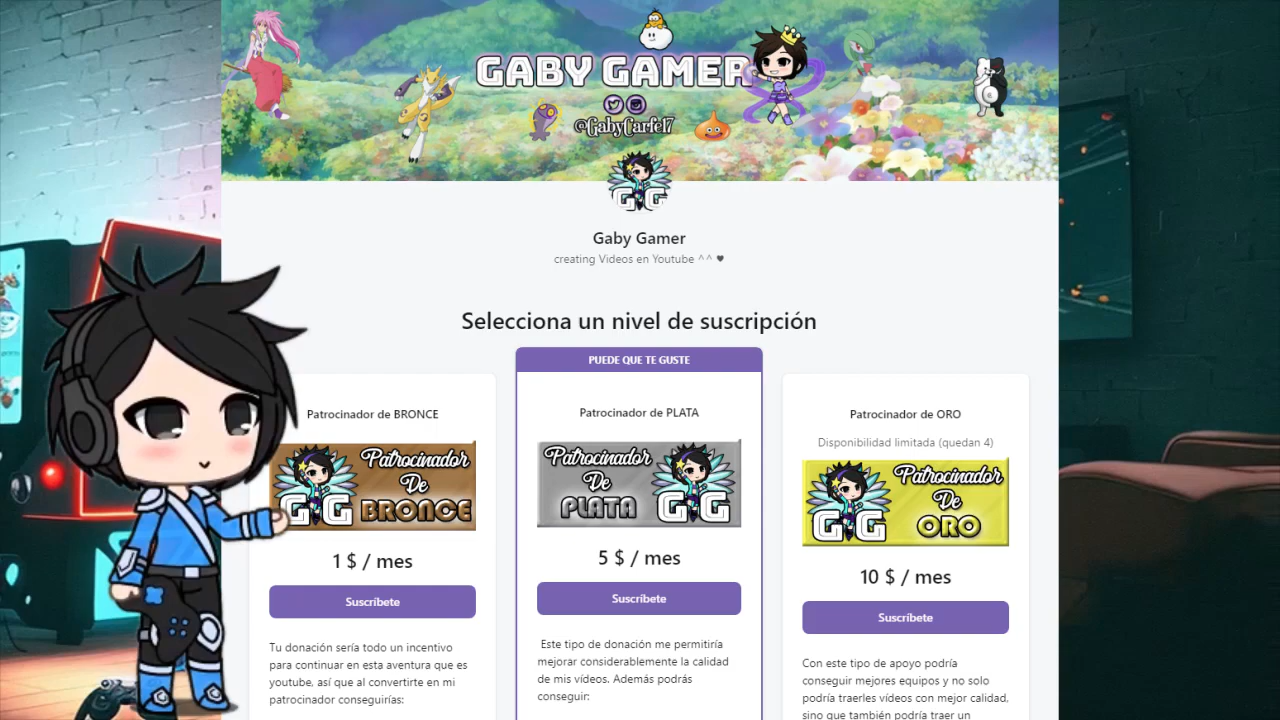 GABY GAMER
@GabyCarfe17
GG
Gaby Gamer
creating Videos en Youtube ^^ ♥
Selecciona un nivel de suscripción
Patrocinador de BRONCE
Patrocinador
De
BRONCE
GG
1 $ / mes
Suscríbete
Tu donación sería todo un incentivo
para continuar en esta aventura que es
youtube, así que al convertirte en mi
patrocinador conseguirías:
PUEDE QUE TE GUSTE
Patrocinador de PLATA
Patrocinador
De
PLATA
GG
5 $ / mes
Suscríbete
Este tipo de donación me permitiría
mejorar considerablemente la calidad
de mis vídeos. Además podrás
conseguir:
Patrocinador de ORO
Disponibilidad limitada (quedan 4)
Patrocinador
De
ORO
GG
10 $ / mes
Suscríbete
Con este tipo de apoyo podría
conseguir mejores equipos y no solo
podría traerles vídeos con mejor calidad,
sino que también podría traer un